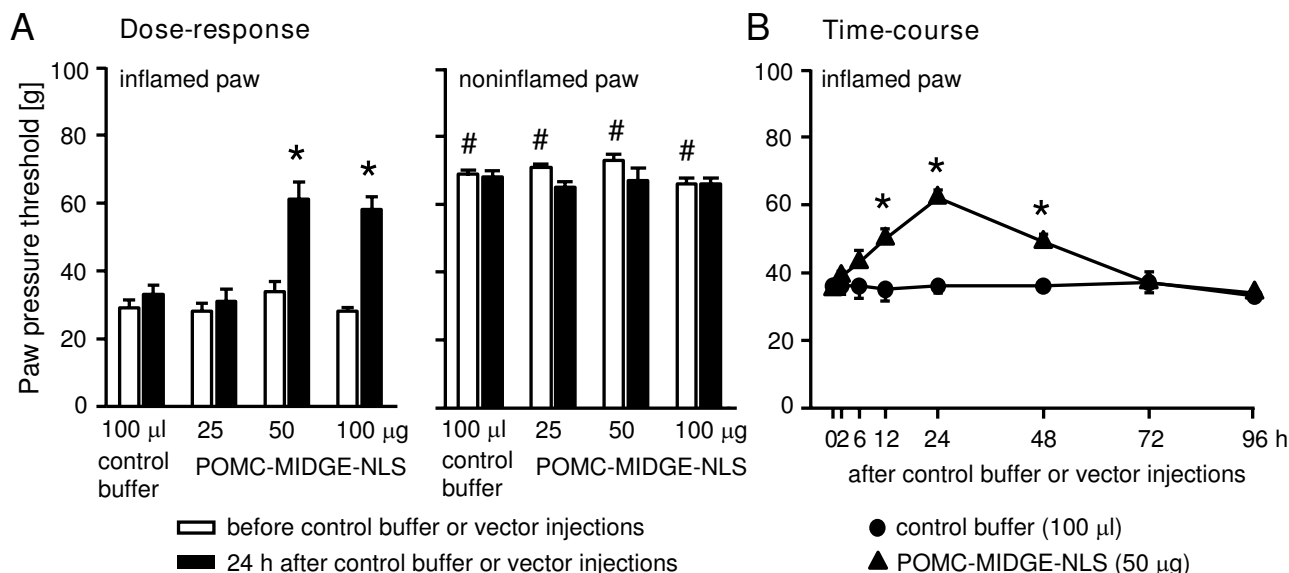 A Dose-response
inflamed paw
Paw pressure threshold [g]
100
80
60
40
20
0
* *
100 µl 25 50 100 µg
control buffer
POMC-MIDGE-NLS
noninflamed paw
# # # #
100 µl 25 50 100 µg
control buffer
POMC-MIDGE-NLS
before control buffer or vector injections
24 h after control buffer or vector injections
B Time-course
inflamed paw
100
80
60
40
20
0
* * *
0 2 6 12 24 48 72 96 h
after control buffer or vector injections
control buffer (100 µl)
POMC-MIDGE-NLS (50 µg)